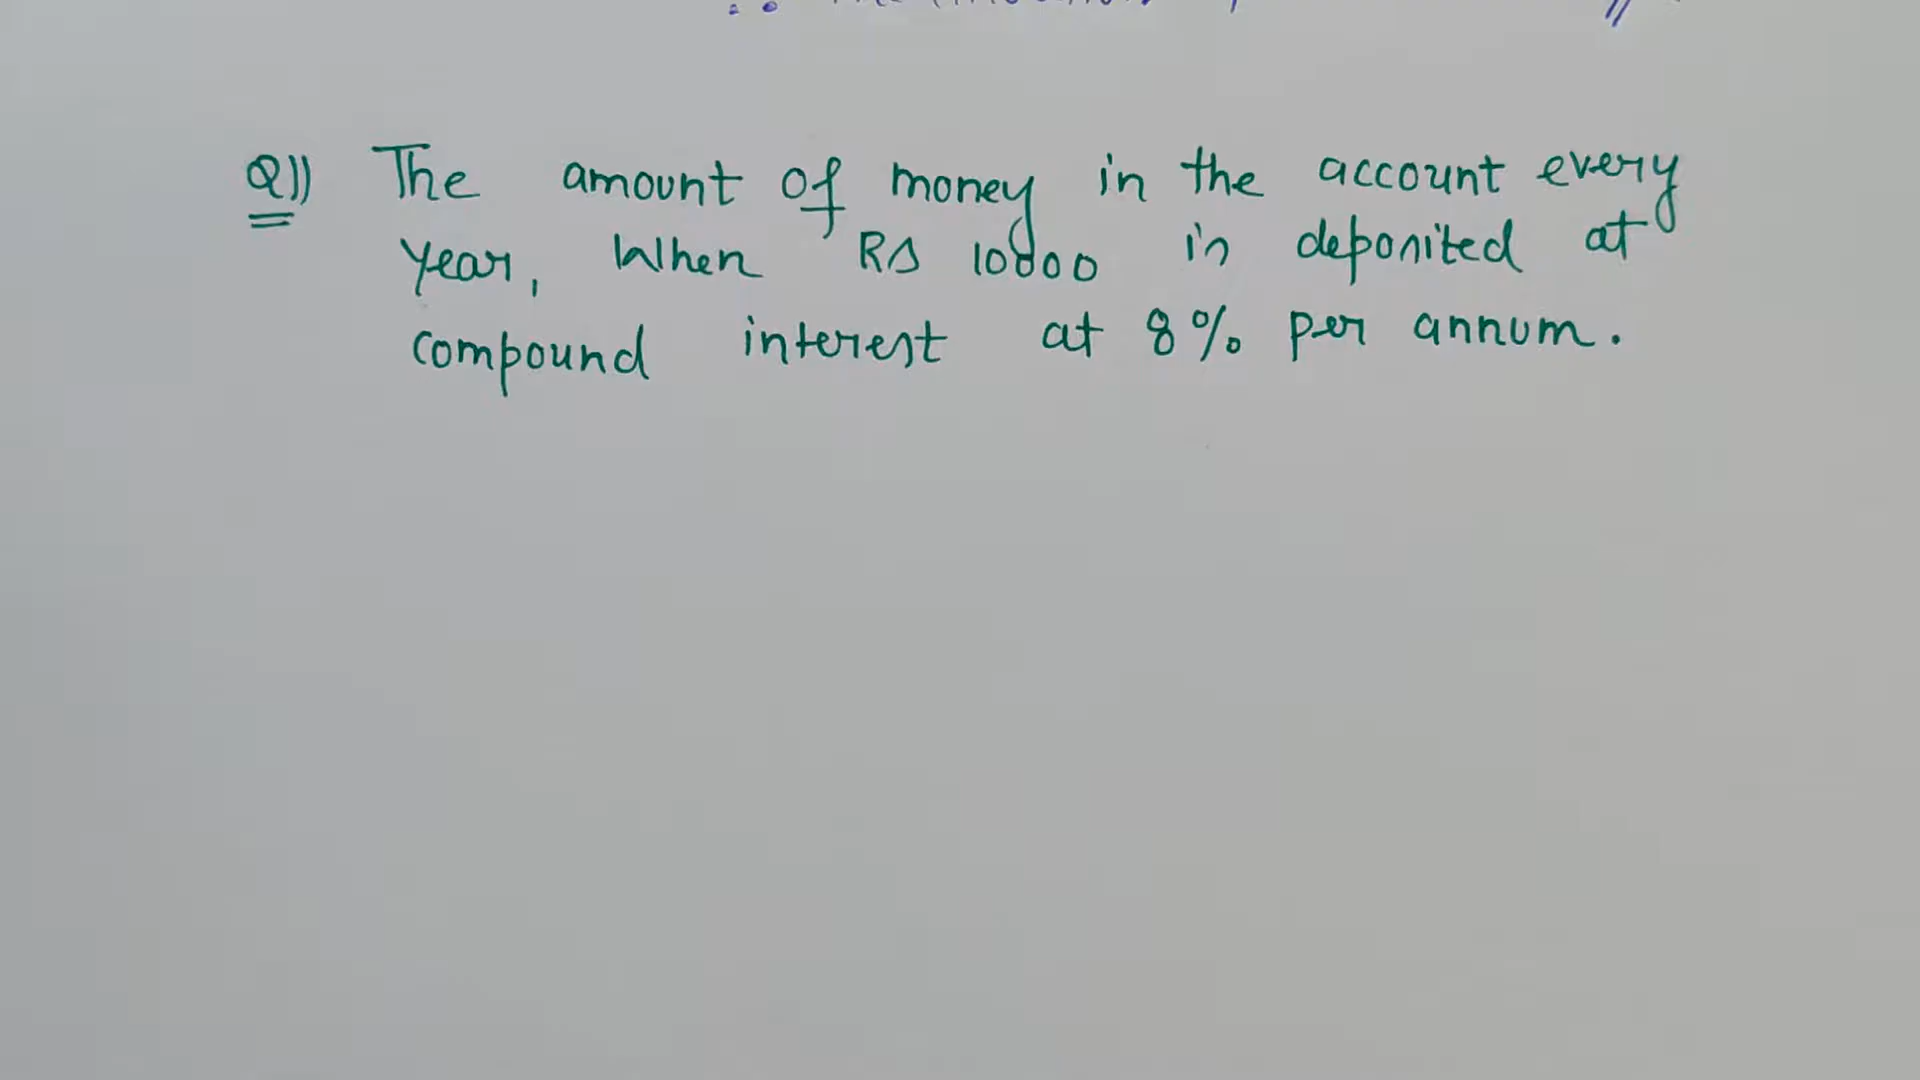 Q1) The amount of money in the account every
year, When Rs 10000 is deposited at
compound interest at 8% per annum.